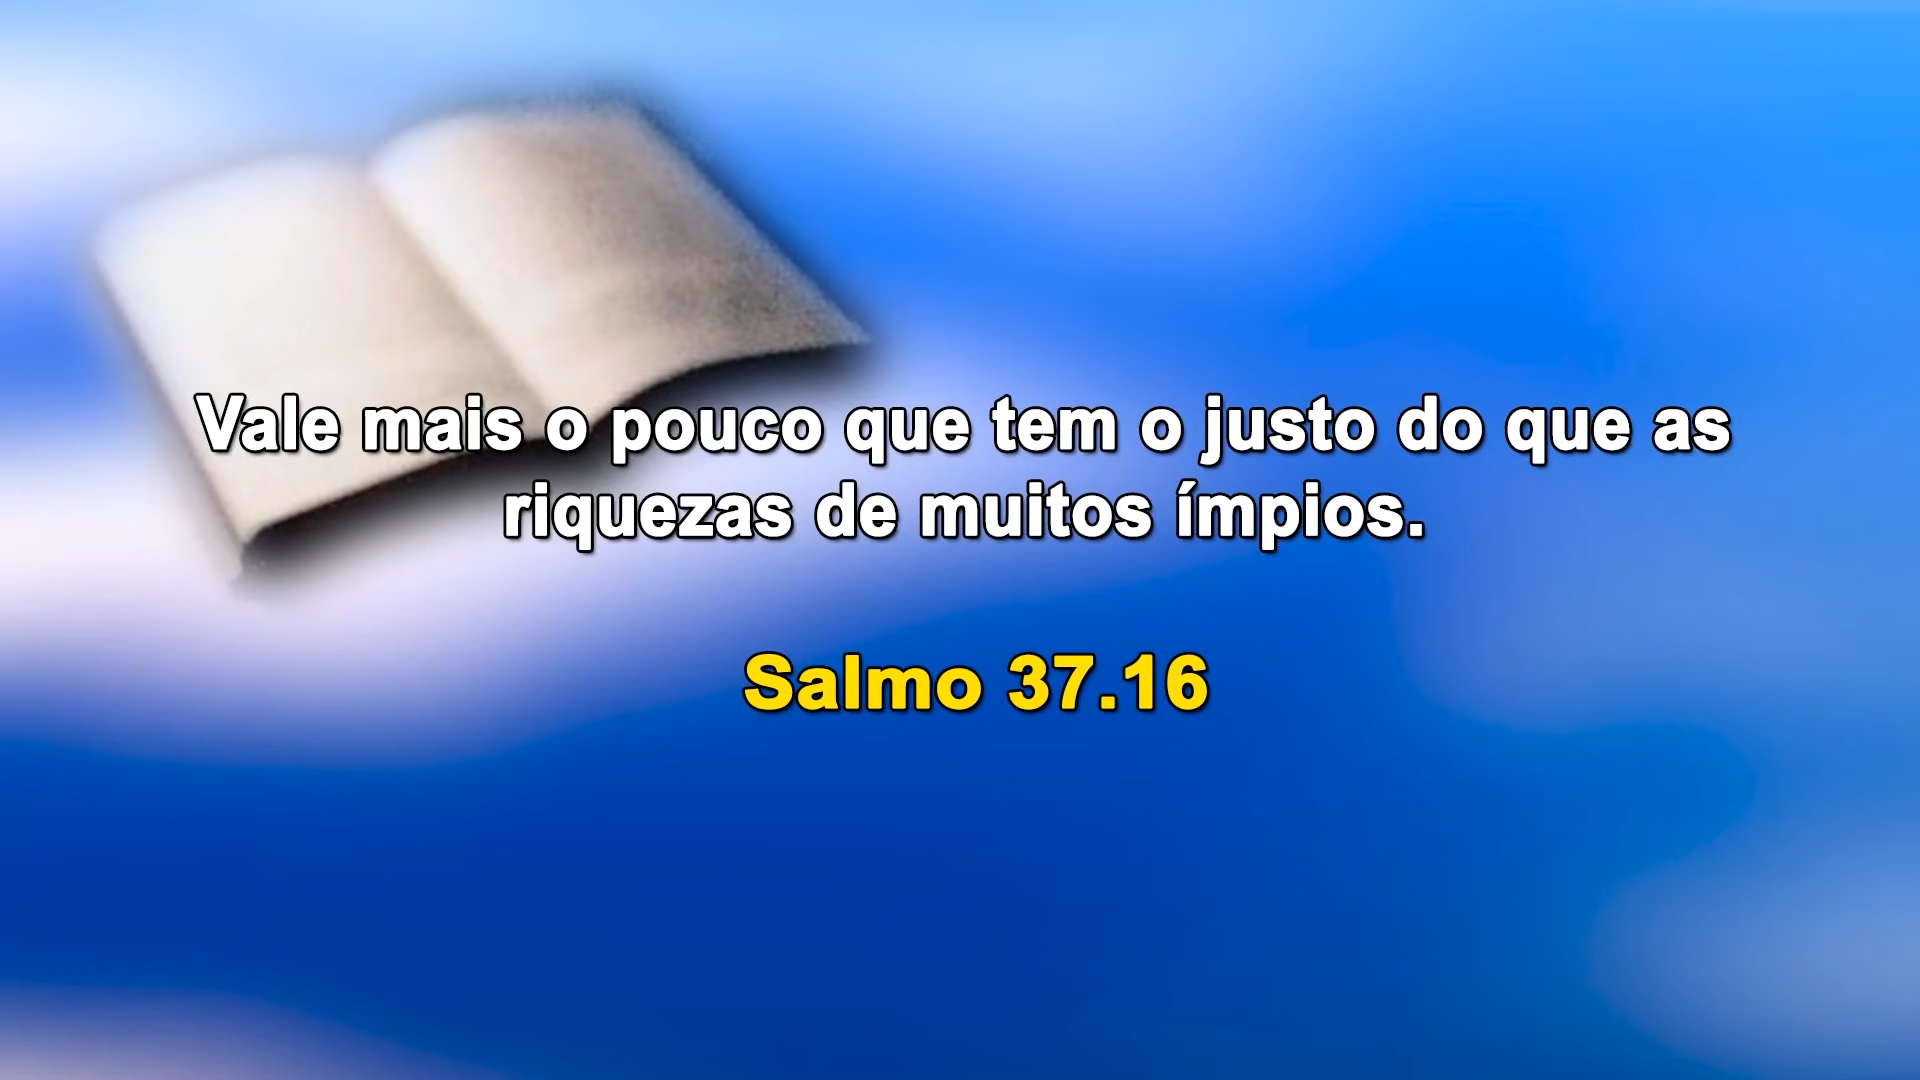 Vale mais o pouco que tem o justo do que as
riquezas de muitos ímpios.
Salmo 37.16